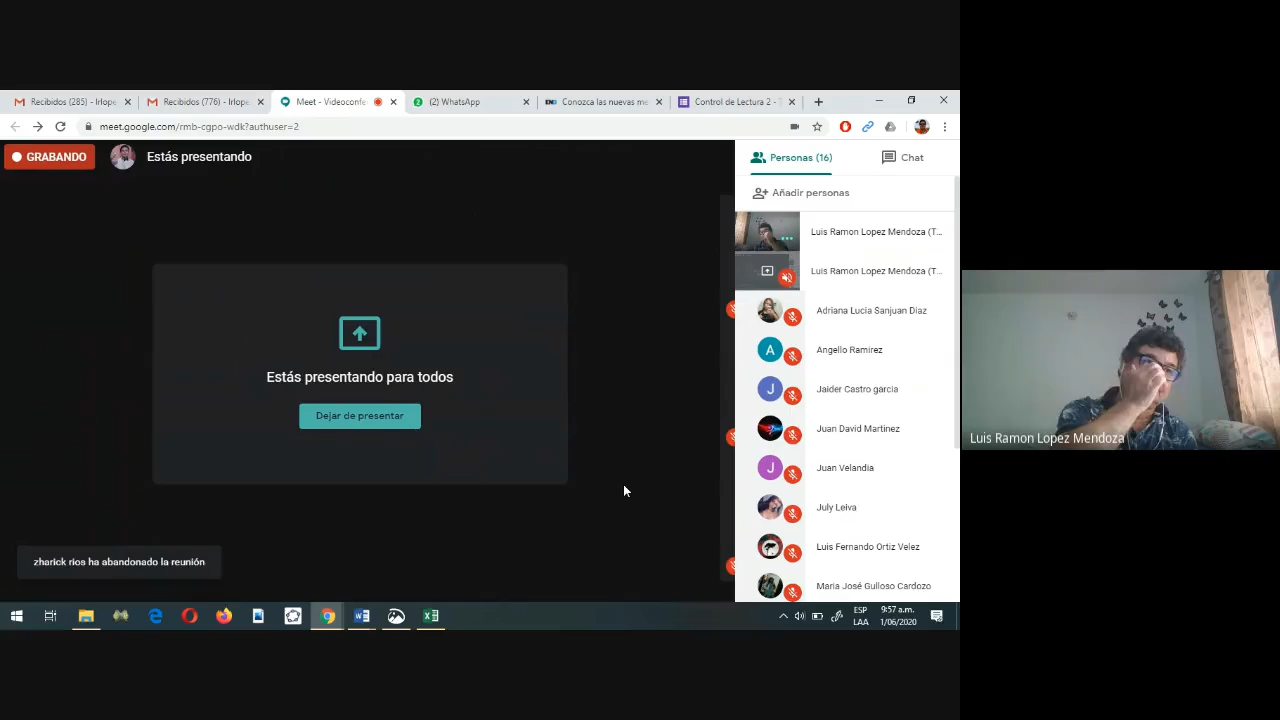 Recibidos (285) - lrlope
Recibidos (776) - lrlope
Meet - Videoconfe
(2) WhatsApp
Conozca las nuevas me
Control de Lectura 2 - T
meet.google.com/rmb-cgpo-wdk?authuser=2
GRABANDO
Estás presentando
Personas (16)
Chat
Añadir personas
Luis Ramon Lopez Mendoza (T...
Luis Ramon Lopez Mendoza (T...
Adriana Lucia Sanjuan Diaz
A
Angello Ramirez
J
Jaider Castro garcia
Juan David Martinez
J
Juan Velandia
July Leiva
Luis Fernando Ortiz Velez
Maria José Gulloso Cardozo
Estás presentando para todos
Dejar de presentar
zharick rios ha abandonado la reunión
Luis Ramon Lopez Mendoza
ESP
LAA
9:57 a.m.
1/06/2020